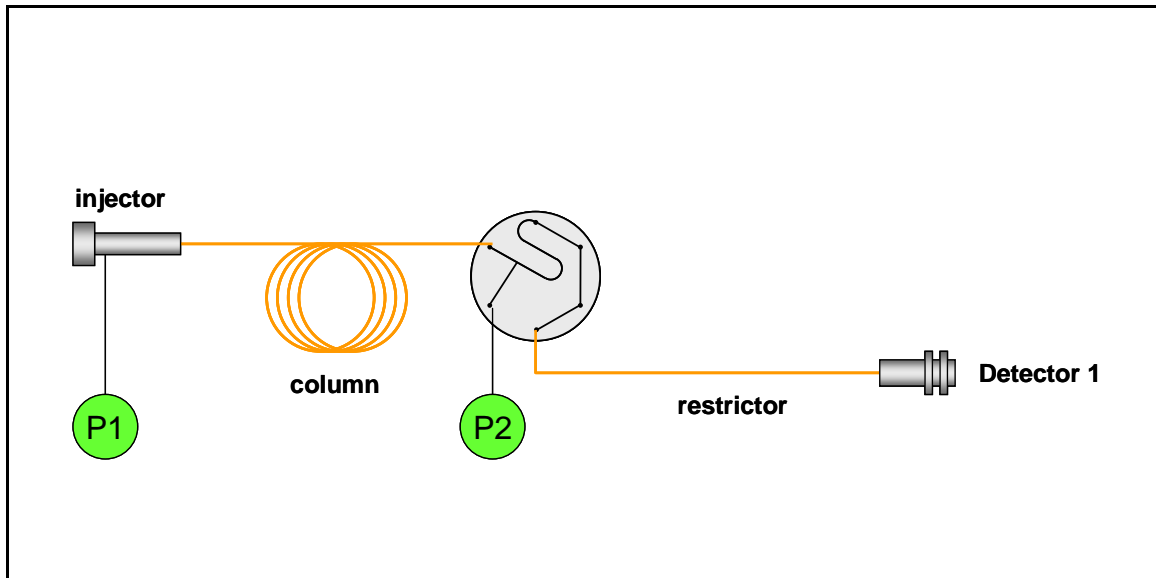 injector
column
P1
P2
restrictor
Detector 1